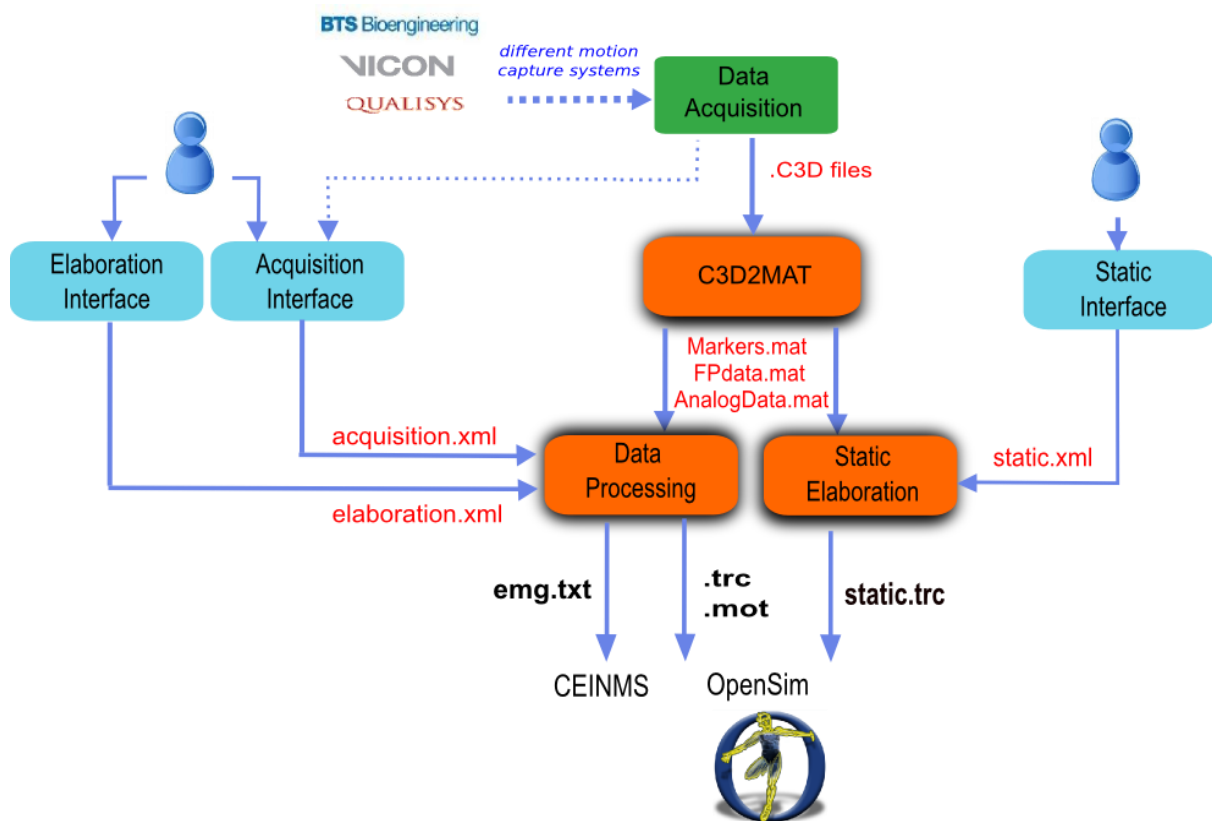 BTS Bioengineering
VICON
QUALISYS
different motion
capture systems
Data
Acquisition
.C3D files
Elaboration
Interface
Acquisition
Interface
C3D2MAT
Static
Interface
Markers.mat
FPdata.mat
AnalogData.mat
acquisition.xml
elaboration.xml
Data
Processing
Static
Elaboration
static.xml
emg.txt
.trc
.mot
static.trc
CEINMS
OpenSim